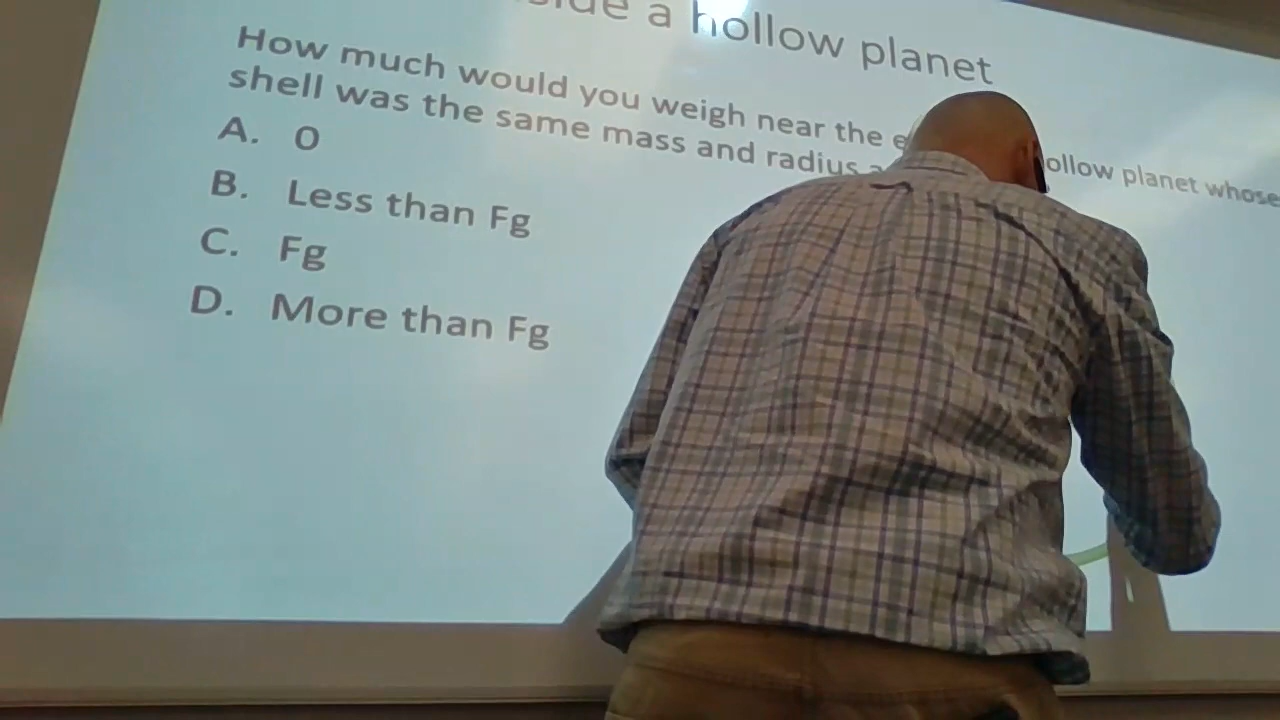 a hollow planet
How much would you weigh near the hollow planet whose
shell was the same mass and radius
A. 0
B. Less than Fg
C. Fg
D. More than Fg